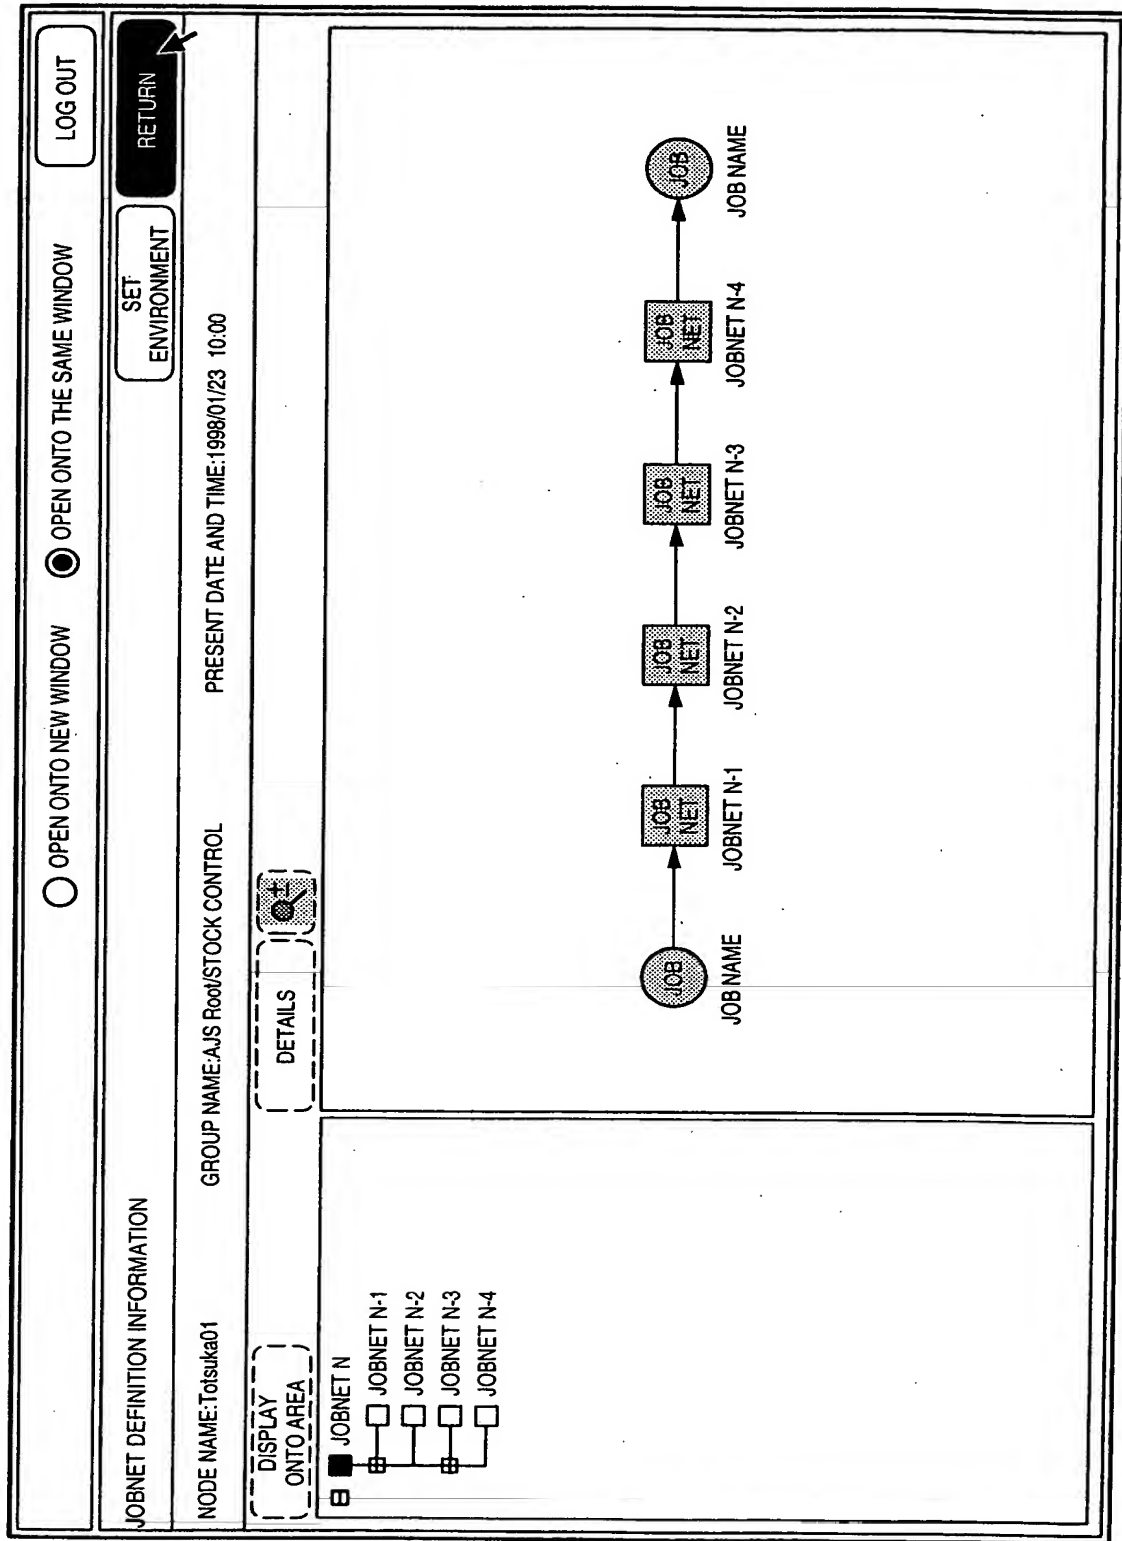 OPEN ONTO NEW WINDOW OPEN ONTO THE SAME WINDOW LOG OUT
JOBNET DEFINITION INFORMATION
SET
ENVIRONMENT
RETURN
NODE NAME:Totsuka01 GROUP NAME:AJS Root/STOCK CONTROL PRESENT DATE AND TIME:1998/01/23 10:00
DISPLAY
ONTO AREA
DETAILS
JOBNET N
JOBNET N-1
JOBNET N-2
JOBNET N-3
JOBNET N-4
JOB
JOB NAME
JOB
NET
JOBNET N-1
JOB
NET
JOBNET N-2
JOB
NET
JOBNET N-3
JOB
NET
JOBNET N-4
JOB
JOB NAME